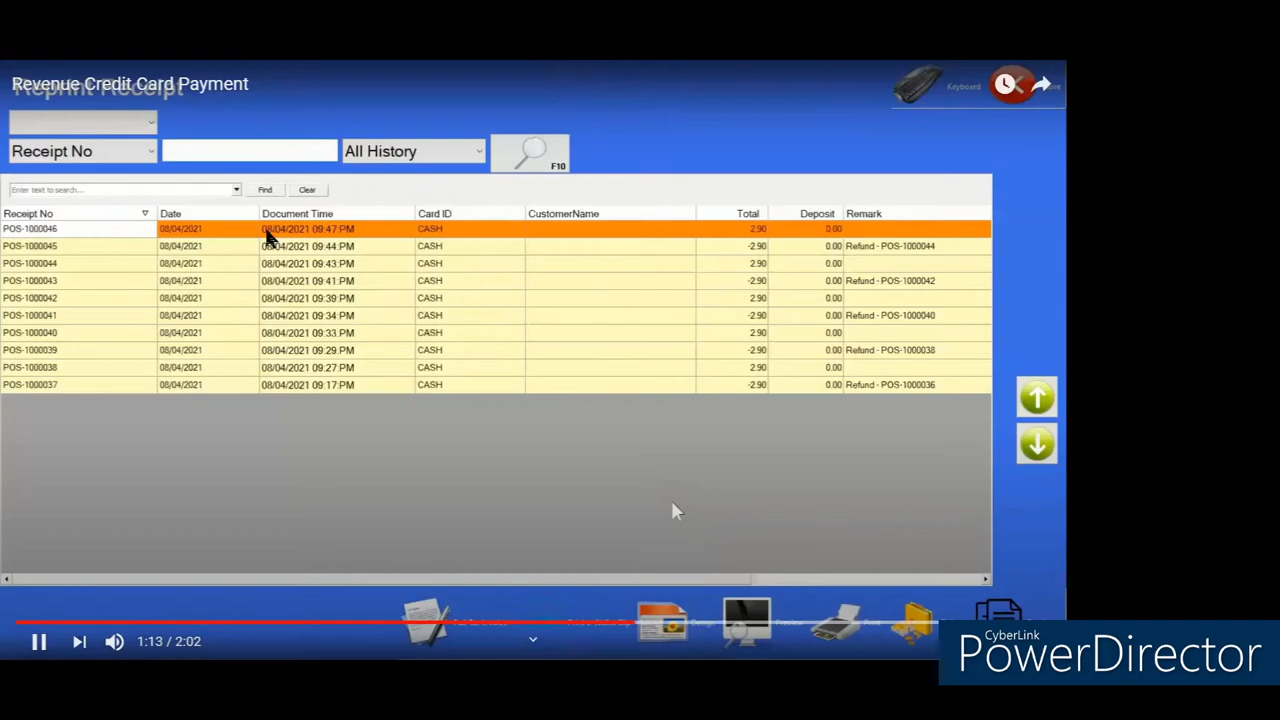 Revenue Credit Card Payment
Reprint Receipt
Keyboard
Receipt No All History F10
Enter text to search... Find Clear
Receipt No Date Document Time Card ID CustomerName Total Deposit Remark
POS-1000046 08/04/2021 08/04/2021 09:47:PM CASH 2.90 0.00
POS-1000045 08/04/2021 08/04/2021 09:44:PM CASH -2.90 0.00 Refund - POS-1000044
POS-1000044 08/04/2021 08/04/2021 09:43:PM CASH 2.90 0.00
POS-1000043 08/04/2021 08/04/2021 09:41:PM CASH -2.90 0.00 Refund - POS-1000042
POS-1000042 08/04/2021 08/04/2021 09:39:PM CASH 2.90 0.00
POS-1000041 08/04/2021 08/04/2021 09:34:PM CASH -2.90 0.00 Refund - POS-1000040
POS-1000040 08/04/2021 08/04/2021 09:33:PM CASH 2.90 0.00
POS-1000039 08/04/2021 08/04/2021 09:29:PM CASH -2.90 0.00 Refund - POS-1000038
POS-1000038 08/04/2021 08/04/2021 09:27:PM CASH 2.90 0.00
POS-1000037 08/04/2021 08/04/2021 09:17:PM CASH -2.90 0.00 Refund - POS-1000036
1:13 / 2:02
CyberLink
PowerDirector